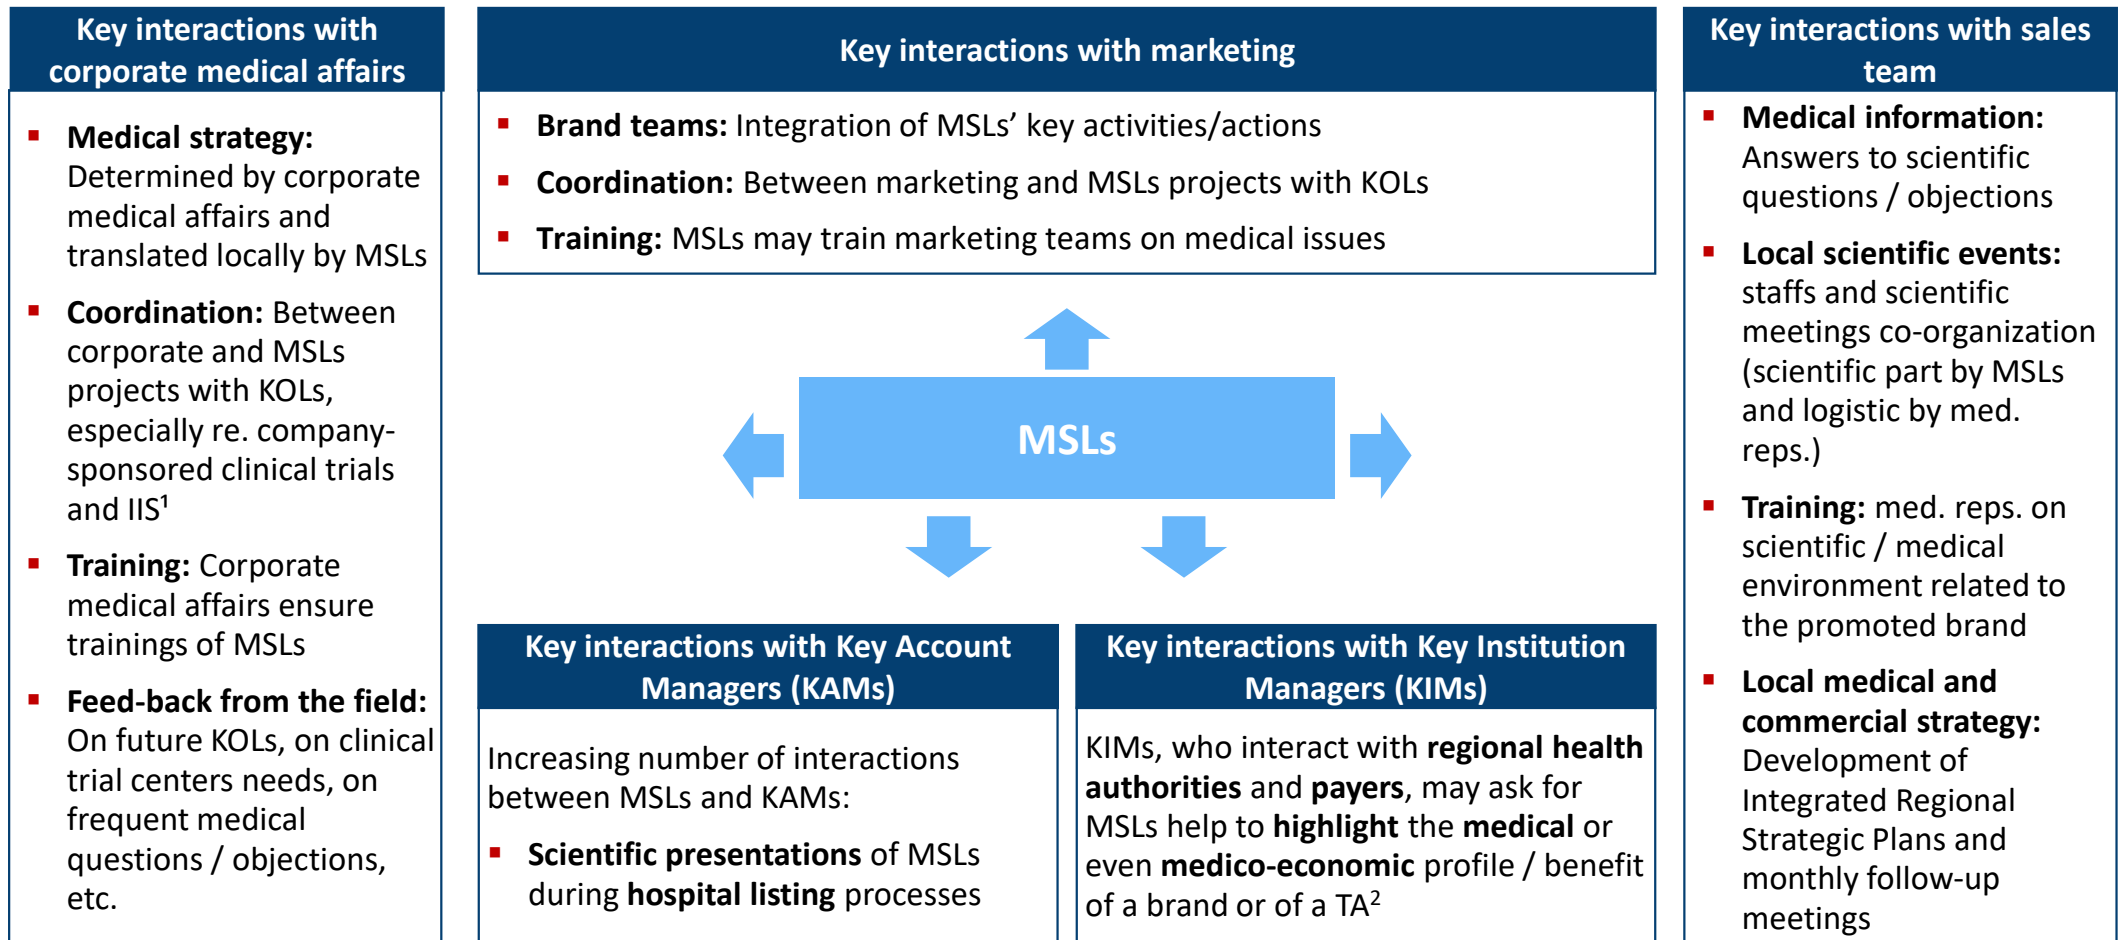 Key interactions with
corporate medical affairs
▪ Medical strategy:
Determined by corporate
medical affairs and
translated locally by MSLs
▪ Coordination: Between
corporate and MSLs
projects with KOLs,
especially re. company-
sponsored clinical trials
and IIS¹
▪ Training: Corporate
medical affairs ensure
trainings of MSLs
▪ Feed-back from the field:
On future KOLs, on clinical
trial centers needs, on
frequent medical
questions / objections,
etc.
Key interactions with marketing
▪ Brand teams: Integration of MSLs’ key activities/actions
▪ Coordination: Between marketing and MSLs projects with KOLs
▪ Training: MSLs may train marketing teams on medical issues
MSLs
Key interactions with Key Account
Managers (KAMs)
Increasing number of interactions
between MSLs and KAMs:
▪ Scientific presentations of MSLs
during hospital listing processes
Key interactions with Key Institution
Managers (KIMs)
KIMs, who interact with regional health
authorities and payers, may ask for
MSLs help to highlight the medical or
even medico-economic profile / benefit
of a brand or of a TA²
Key interactions with sales
team
▪ Medical information:
Answers to scientific
questions / objections
▪ Local scientific events:
staffs and scientific
meetings co-organization
(scientific part by MSLs
and logistic by med.
reps.)
▪ Training: med. reps. on
scientific / medical
environment related to
the promoted brand
▪ Local medical and
commercial strategy:
Development of
Integrated Regional
Strategic Plans and
monthly follow-up
meetings